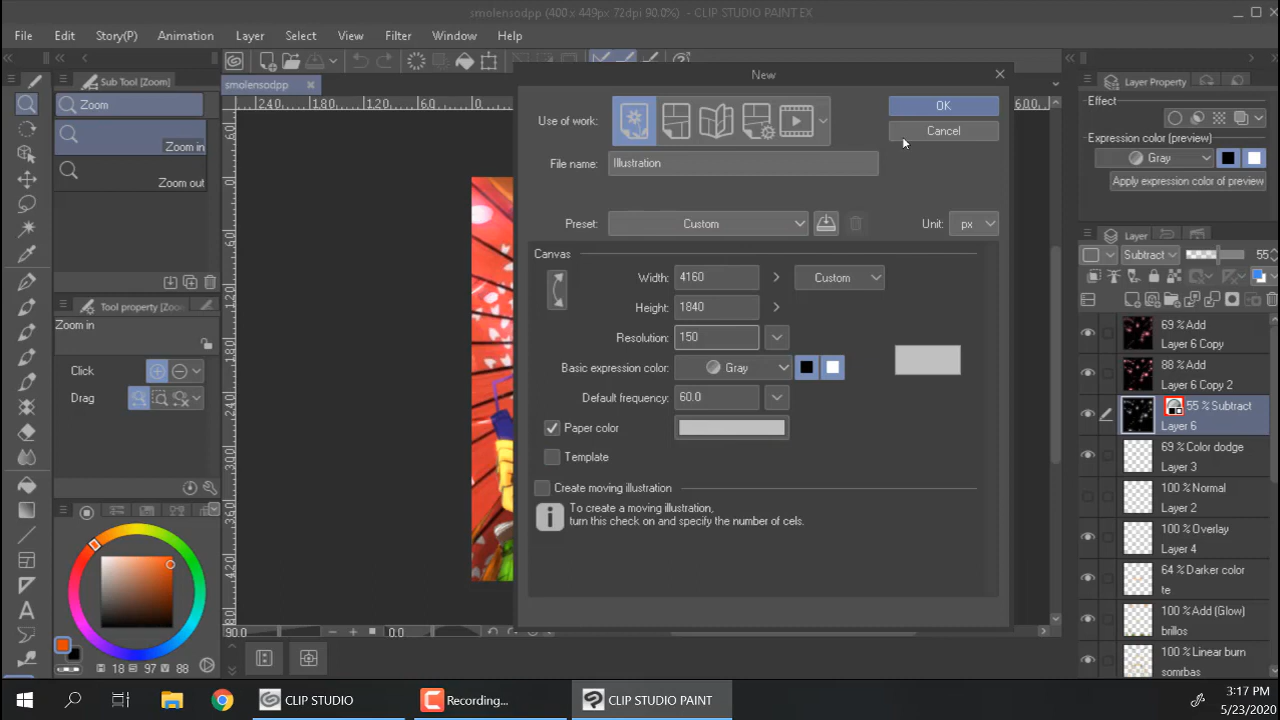 smolensodpp (400 x 449px 72dpi 90.0%) - CLIP STUDIO PAINT EX
File Edit Story(P) Animation Layer Select View Filter Window Help
Sub Tool [Zoom]
smolensodpp
Zoom
Zoom in
Zoom out
Tool property [Zoom in]
Zoom in
Click
Drag
18 97 88
240 180 120 60 0
90.0
0.0
New
Use of work:
OK
Cancel
File name: Illustration
Preset: Custom
Unit: px
Canvas
Width: 4160
Custom
Height: 1840
Resolution: 150
Basic expression color: Gray
Default frequency: 60.0
Paper color
Template
Create moving illustration
To create a moving illustration,
turn this check on and specify the number of cels.
Layer Property
Effect
Expression color (preview)
Gray
Apply expression color of preview
Layer
Subtract
55
69 % Add
Layer 6 Copy
88 % Add
Layer 6 Copy 2
55 % Subtract
Layer 6
69 % Color dodge
Layer 3
100 % Normal
Layer 2
100 % Overlay
Layer 4
64 % Darker color
te
100 % Add (Glow)
brillos
100 % Linear burn
somrbas
CLIP STUDIO
Recording...
CLIP STUDIO PAINT
3:17 PM
5/23/2020